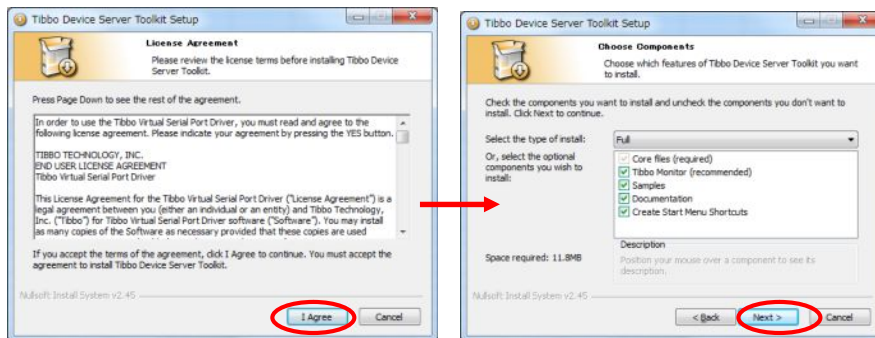 Tibbo Device Server Toolkit Setup
License Agreement
Please review the license terms before installing Tibbo Device
Server Toolkit.
Press Page Down to see the rest of the agreement.
In order to use the Tibbo Virtual Serial Port Driver, you must read and agree to the
following license agreement. Please indicate your agreement by pressing the YES button.
TIBBO TECHNOLOGY, INC.
END USER LICENSE AGREEMENT
Tibbo Virtual Serial Port Driver
This License Agreement for the Tibbo Virtual Serial Port Driver ("License Agreement") is a
legal agreement between you (either an individual or an entity) and Tibbo Technology,
Inc. ("Tibbo") for Tibbo Virtual Serial Port Driver software ("Software"). You may install
as many copies of the Software as necessary provided that these copies are used
If you accept the terms of the agreement, click I Agree to continue. You must accept the
agreement to install Tibbo Device Server Toolkit.
Nullsoft Install System v2.45
I Agree
Cancel
Tibbo Device Server Toolkit Setup
Choose Components
Choose which features of Tibbo Device Server Toolkit you want
to install.
Check the components you want to install and uncheck the components you don't want to
install. Click Next to continue.
Select the type of install:
Full
Or, select the optional
components you wish to
install:
Core files (required)
Tibbo Monitor (recommended)
Samples
Documentation
Create Start Menu Shortcuts
Space required: 11.8MB
Description
Position your mouse over a component to see its
description.
Nullsoft Install System v2.45
< Back
Next >
Cancel